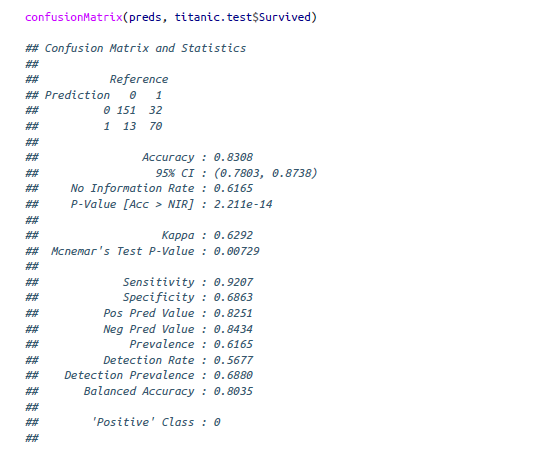 confusionMatrix(preds, titanic.test$Survived)
## Confusion Matrix and Statistics
##
##           Reference
## Prediction   0   1
##          0 151  32
##          1  13  70
##
##                Accuracy : 0.8308
##                  95% CI : (0.7803, 0.8738)
##     No Information Rate : 0.6165
##     P-Value [Acc > NIR] : 2.211e-14
##
##                   Kappa : 0.6292
##  Mcnemar's Test P-Value : 0.00729
##
##             Sensitivity : 0.9207
##             Specificity : 0.6863
##          Pos Pred Value : 0.8251
##          Neg Pred Value : 0.8434
##              Prevalence : 0.6165
##          Detection Rate : 0.5677
##    Detection Prevalence : 0.6880
##       Balanced Accuracy : 0.8035
##
##        'Positive' Class : 0
##